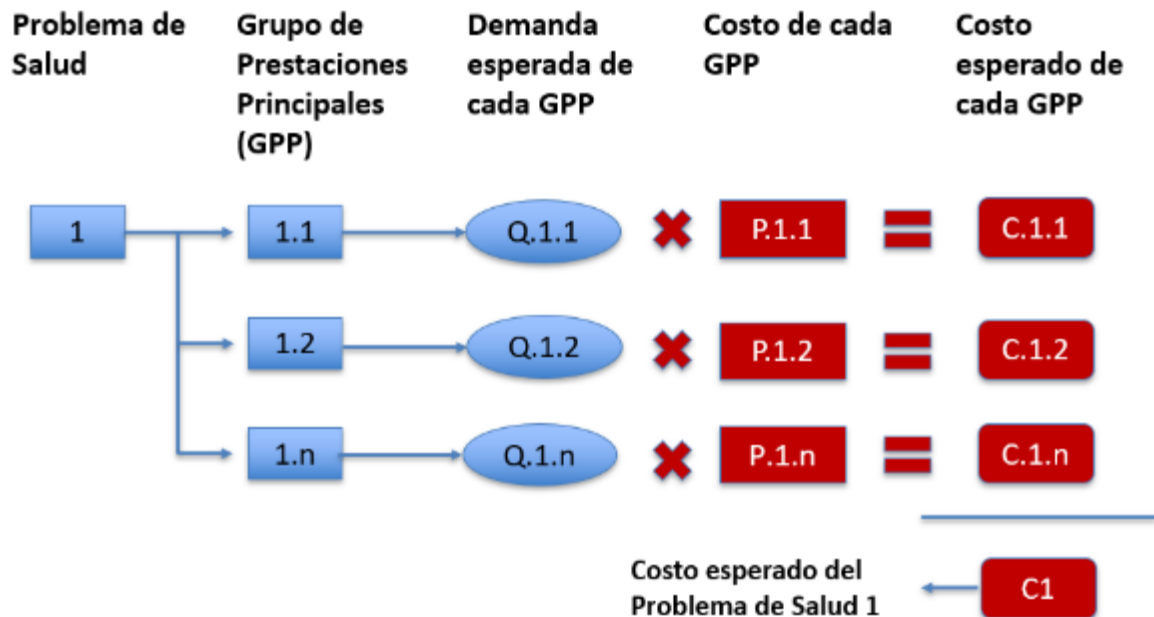 Problema de
Salud
Grupo de
Prestaciones
Principales
(GPP)
Demanda
esperada de
cada GPP
Costo de cada
GPP
Costo
esperado de
cada GPP
1
1.1
Q.1.1
P.1.1
C.1.1
1.2
Q.1.2
P.1.2
C.1.2
1.n
Q.1.n
P.1.n
C.1.n
Costo esperado del
Problema de Salud 1
C1